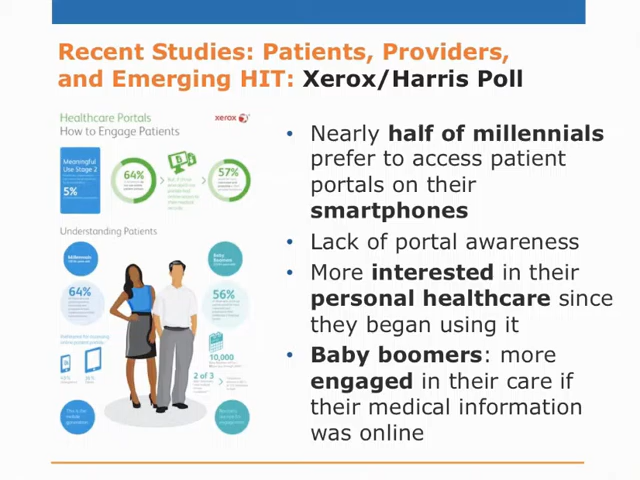 Recent Studies: Patients, Providers,
and Emerging HIT: Xerox/Harris Poll
Healthcare Portals
How to Engage Patients
xerox
Meaningful
Use Stage 2
5%
64%
57%
Understanding Patients
Millennials
Baby
Boomers
64%
56%
10,000
2 of 3
• Nearly half of millennials
prefer to access patient
portals on their
smartphones
• Lack of portal awareness
• More interested in their
personal healthcare since
they began using it
• Baby boomers: more
engaged in their care if
their medical information
was online